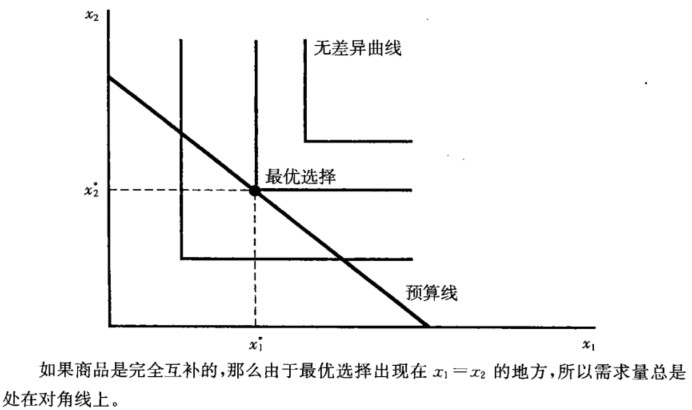 x₂
无差异曲线
最优选择
x₂*
预算线
x₁*
x₁
如果商品是完全互补的,那么由于最优选择出现在 x₁=x₂ 的地方,所以需求量总是
处在对角线上。